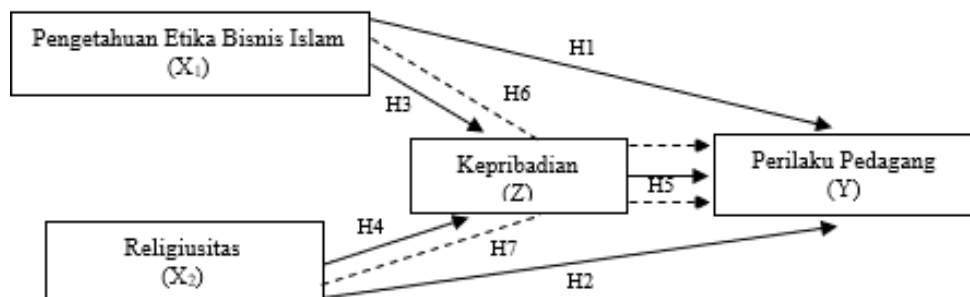 Pengetahuan Etika Bisnis Islam
(X₁)
H1
H6
H3
Kepribadian
(Z)
H5
Perilaku Pedagang
(Y)
H4
Religiusitas
(X₂)
H7
H2